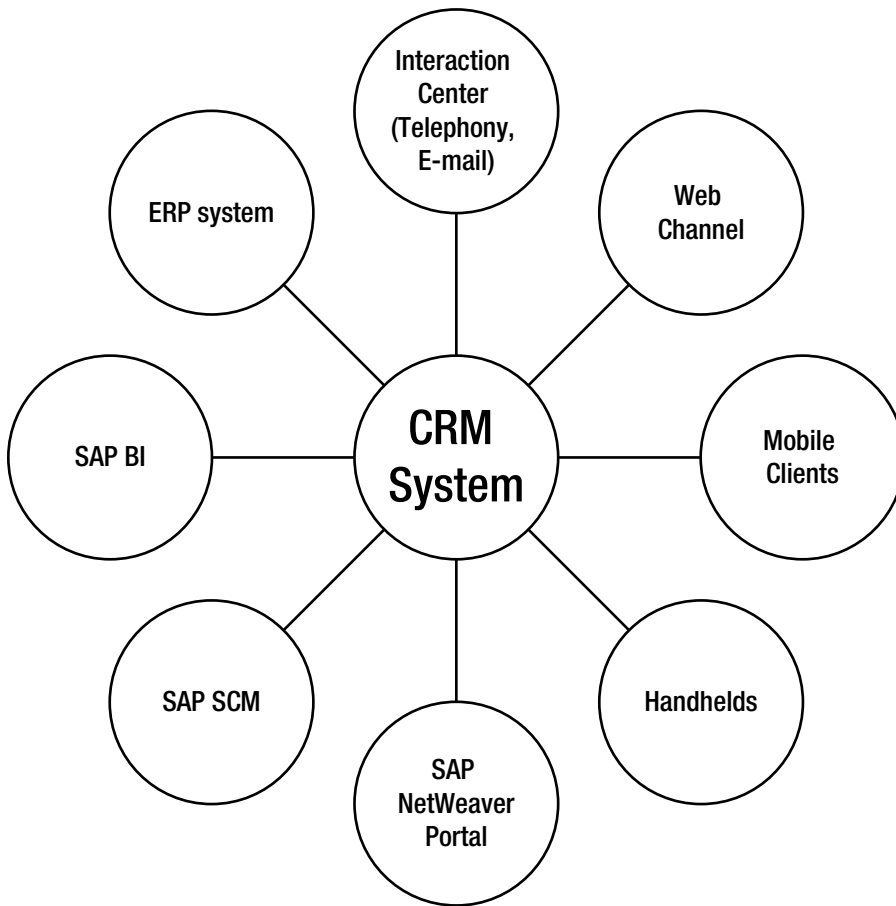 Interaction
Center
(Telephony,
E-mail)
ERP system
Web
Channel
SAP BI
CRM
System
Mobile
Clients
SAP SCM
Handhelds
SAP
NetWeaver
Portal